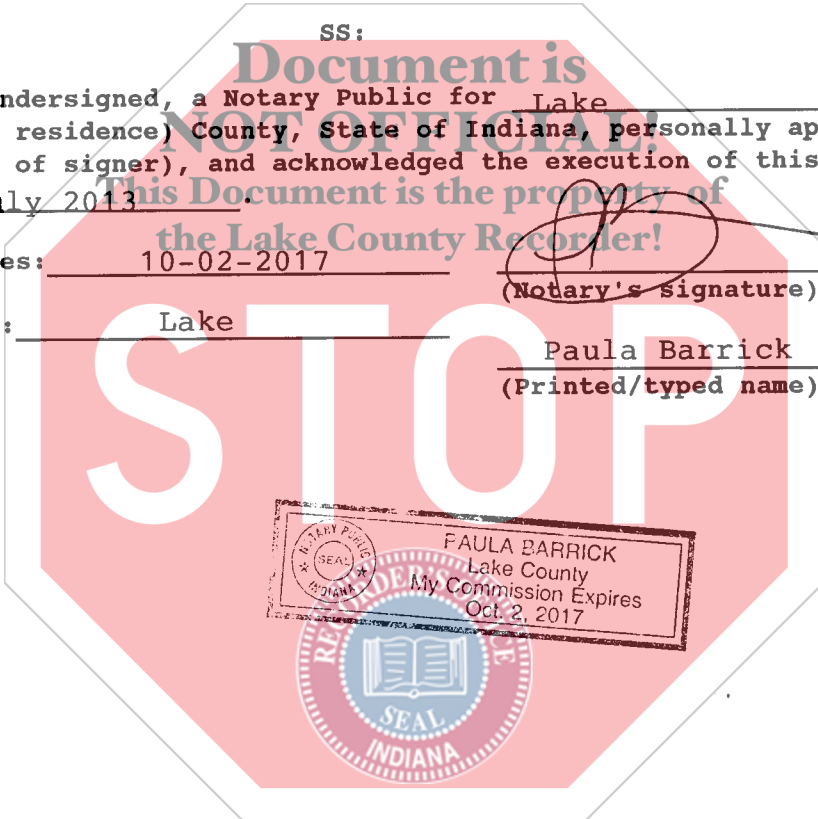 SS:
Document is
ndersigned, a Notary Public for Lake
NOT OFFICIAL!
residence) County, State of Indiana, personally ap
of signer), and acknowledged the execution of this
This Document is the property of
ly 2013 .
the Lake County Recorder!
es: 10-02-2017
(Notary's signature)
: Lake
Paula Barrick
(Printed/typed name)
STOP
NOTARY PUBLIC
SEAL
INDIANA
PAULA BARRICK
Lake County
My Commission Expires
Oct. 2, 2017
RECORDER'S OFFICE
SEAL
INDIANA